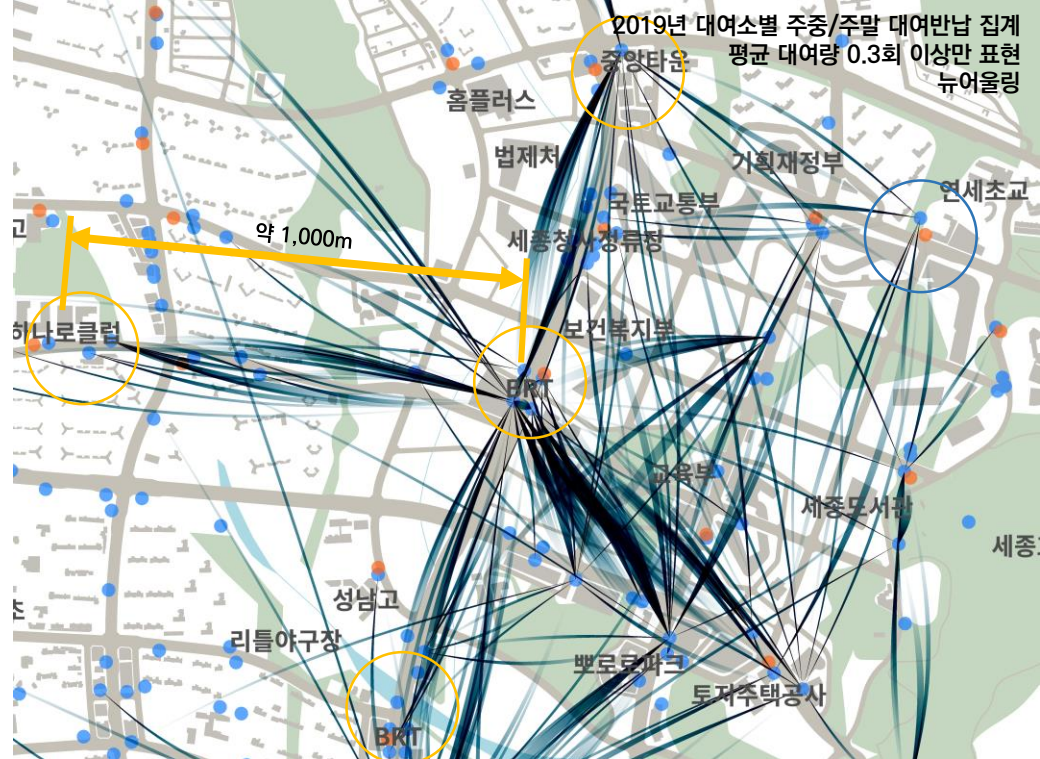 2019년 대여소별 주중/주말 대여반납 집계
평균 대여량 0.3회 이상만 표현
뉴어울링
중앙타운
홈플러스
법제처
기획재정부
연세초교
국토교통부
고
약 1,000m
세종청사정류장
하나로클럽
보건복지부
BRT
교육부
세종도서관
세종
성남고
초
리틀야구장
뽀로로파크
토지주택공사
BRT